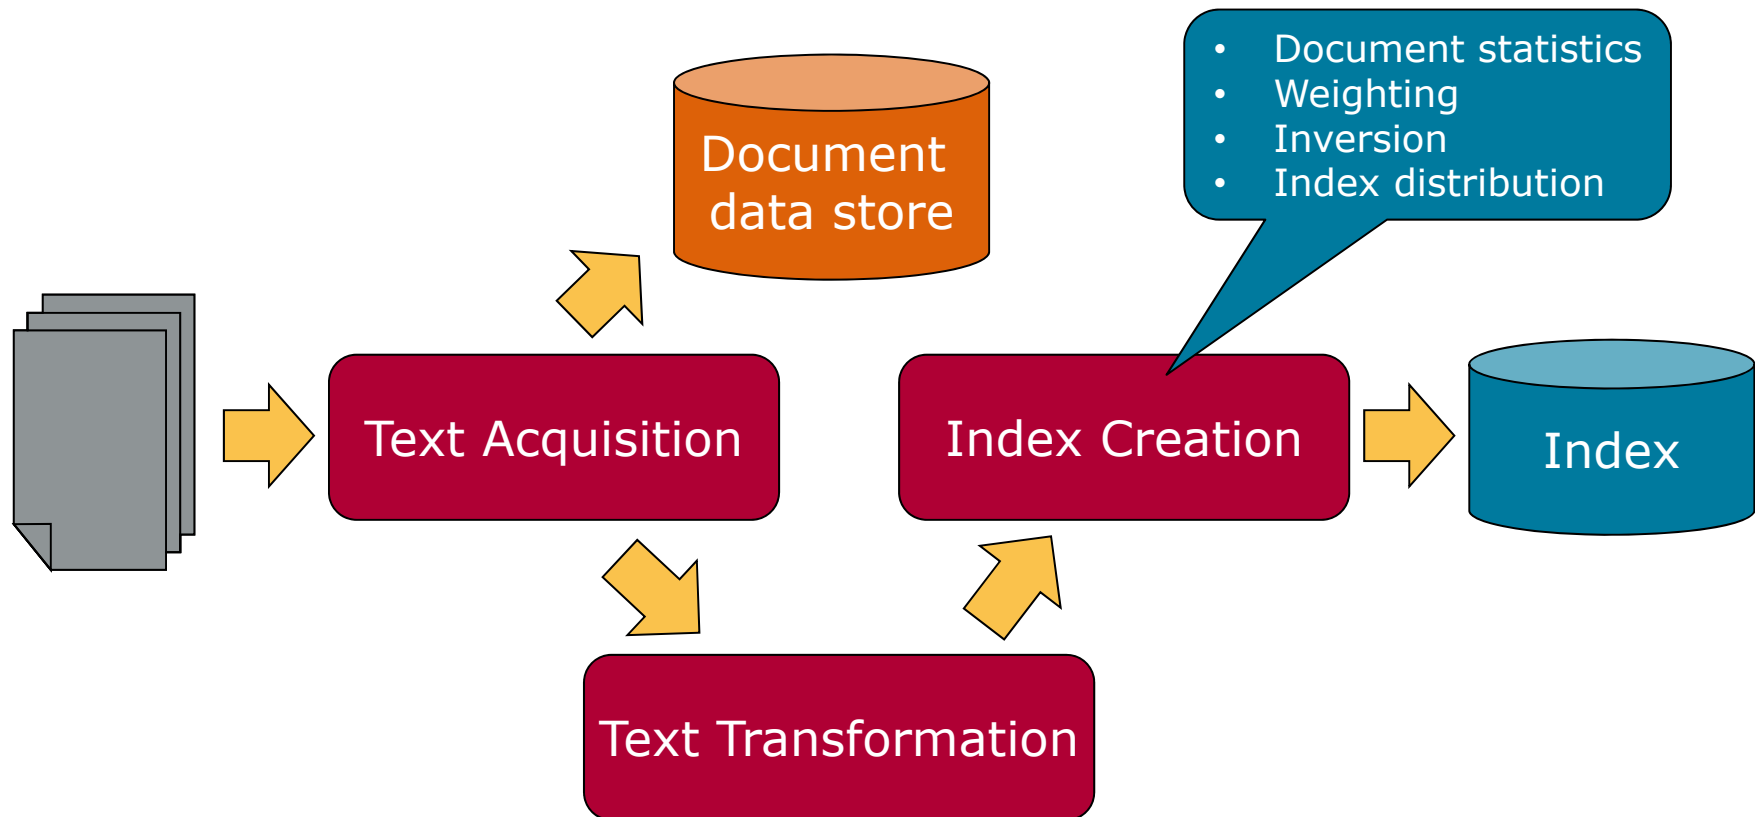 • Document statistics
• Weighting
• Inversion
• Index distribution
Document
data store
Text Acquisition
Index Creation
Index
Text Transformation